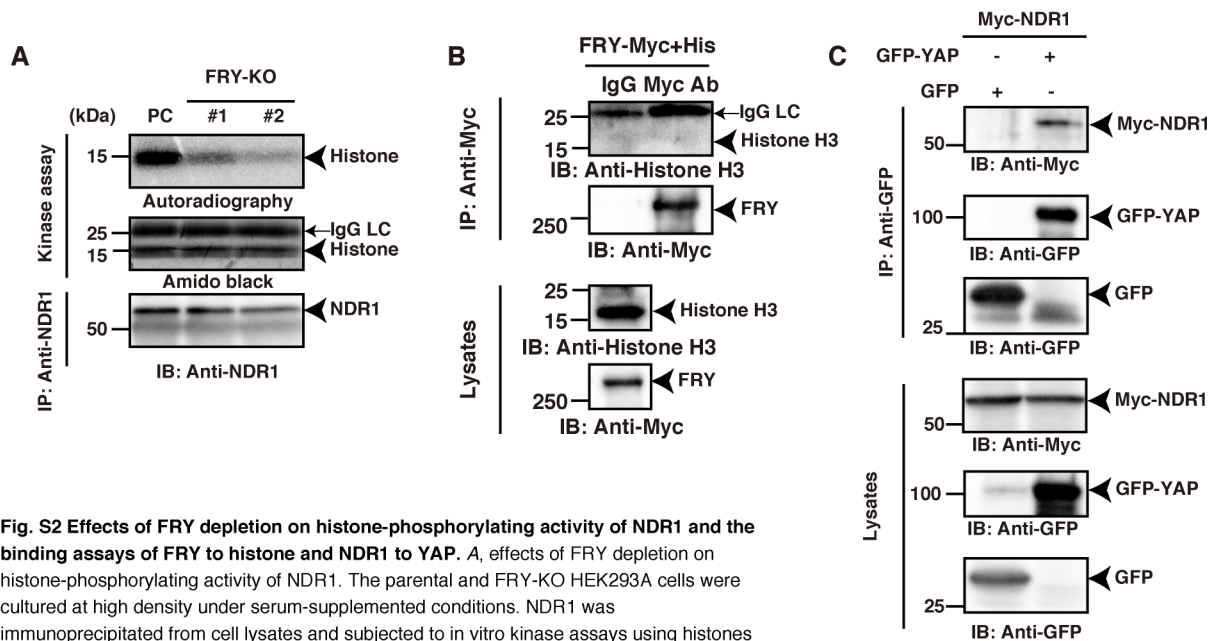 A
FRY-KO
(kDa) PC #1 #2
Kinase assay
15
Histone
Autoradiography
25
IgG LC
15
Histone
Amido black
IP: Anti-NDR1
NDR1
50
IB: Anti-NDR1
B
FRY-Myc+His
IgG Myc Ab
IP: Anti-Myc
25
IgG LC
Histone H3
15
IB: Anti-Histone H3
FRY
250
IB: Anti-Myc
Lysates
25
Histone H3
15
IB: Anti-Histone H3
FRY
250
IB: Anti-Myc
C
Myc-NDR1
GFP-YAP - +
GFP + -
IP: Anti-GFP
Myc-NDR1
50
IB: Anti-Myc
100
GFP-YAP
IB: Anti-GFP
GFP
25
IB: Anti-GFP
Lysates
Myc-NDR1
50
IB: Anti-Myc
100
GFP-YAP
IB: Anti-GFP
GFP
25
IB: Anti-GFP
Fig. S2 Effects of FRY depletion on histone-phosphorylating activity of NDR1 and the
binding assays of FRY to histone and NDR1 to YAP. A, effects of FRY depletion on
histone-phosphorylating activity of NDR1. The parental and FRY-KO HEK293A cells were
cultured at high density under serum-supplemented conditions. NDR1 was
immunoprecipitated from cell lysates and subjected to in vitro kinase assays using histones